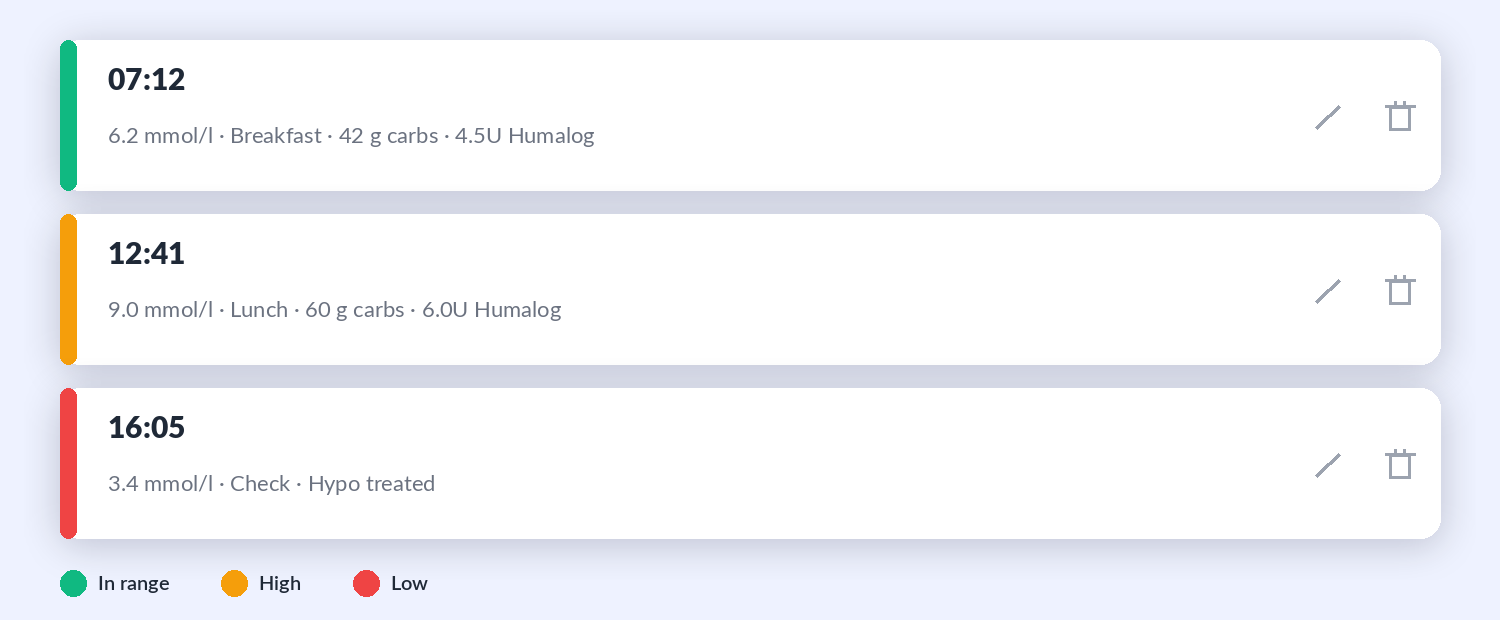 07:12
6.2 mmol/l · Breakfast · 42 g carbs · 4.5U Humalog
12:41
9.0 mmol/l · Lunch · 60 g carbs · 6.0U Humalog
16:05
3.4 mmol/l · Check · Hypo treated
In range High Low